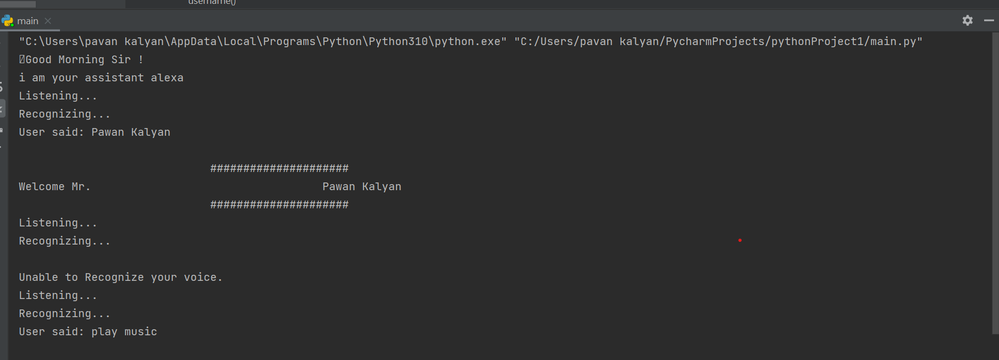 username()
main
"C:\Users\pavan kalyan\AppData\Local\Programs\Python\Python310\python.exe" "C:/Users/pavan kalyan/PycharmProjects/pythonProject1/main.py"
Good Morning Sir !
i am your assistant alexa
Listening...
Recognizing...
User said: Pawan Kalyan
#####################
Welcome Mr. Pawan Kalyan
#####################
Listening...
Recognizing...
Unable to Recognize your voice.
Listening...
Recognizing...
User said: play music